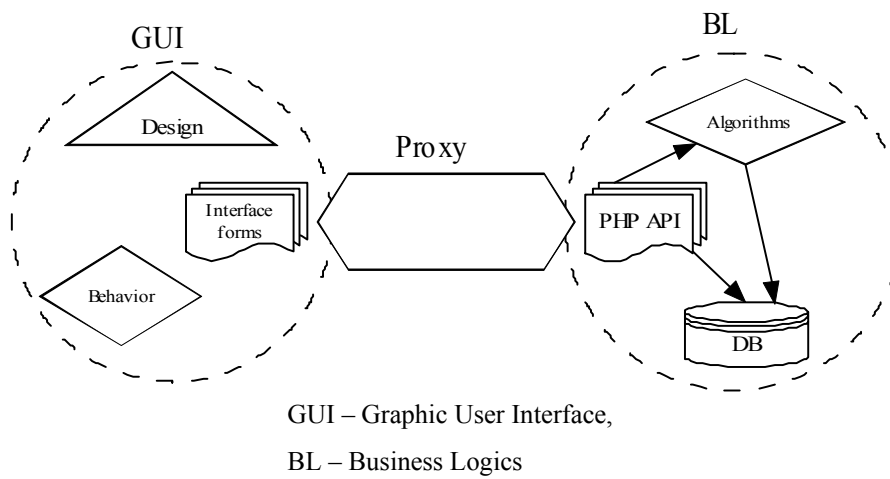 GUI
BL
Design
Algorithms
Proxy
Interface
forms
PHP API
Behavior
DB
GUI – Graphic User Interface,
BL – Business Logics